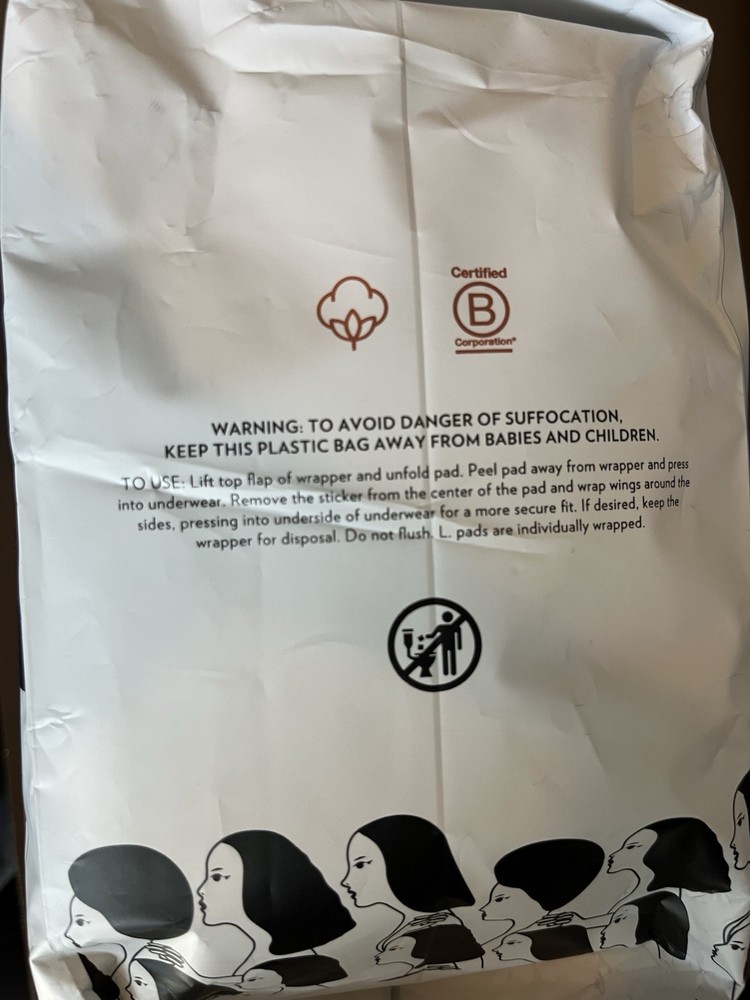 Certified
B
Corporation®
WARNING: TO AVOID DANGER OF SUFFOCATION,
KEEP THIS PLASTIC BAG AWAY FROM BABIES AND CHILDREN.
TO USE: Lift top flap of wrapper and unfold pad. Peel pad away from wrapper and press
into underwear. Remove the sticker from the center of the pad and wrap wings around the
sides, pressing into underside of underwear for a more secure fit. If desired, keep the
wrapper for disposal. Do not flush. L. pads are individually wrapped.